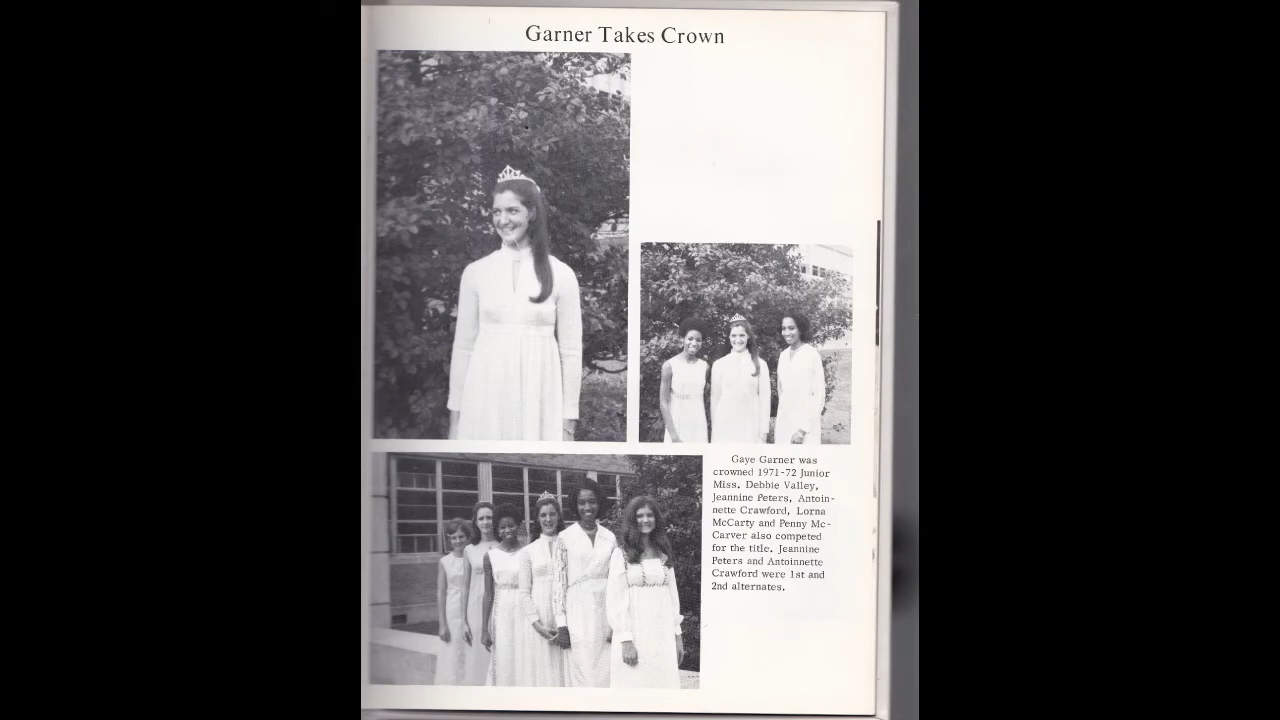 Garner Takes Crown
Gaye Garner was
crowned 1971-72 Junior
Miss. Debbie Valley,
Jeannine Peters, Antoin-
nette Crawford, Lorna
McCarty and Penny Mc-
Carver also competed
for the title. Jeannine
Peters and Antoinnette
Crawford were 1st and
2nd alternates.